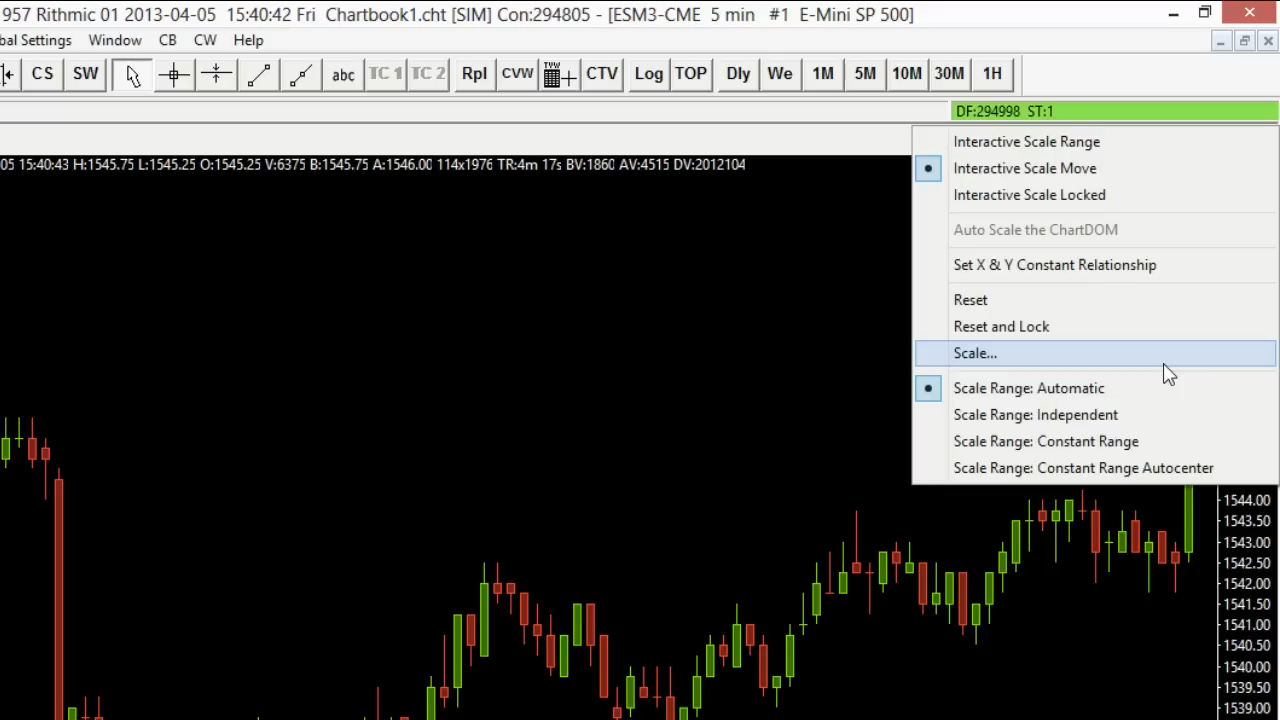 957 Rithmic 01 2013-04-05 15:40:42 Fri Chartbook1.cht [SIM] Con:294805 - [ESM3-CME 5 min #1 E-Mini SP 500]
bal Settings Window CB CW Help
CS SW abc TC 1 TC 2 Rpl CVW TVW CTV Log TOP Dly We 1M 5M 10M 30M 1H
DF:294998 ST:1
05 15:40:43 H:1545.75 L:1545.25 O:1545.25 V:6375 B:1545.75 A:1546.00 114x1976 TR:4m 17s BV:1860 AV:4515 DV:2012104
Interactive Scale Range
Interactive Scale Move
Interactive Scale Locked
Auto Scale the ChartDOM
Set X & Y Constant Relationship
Reset
Reset and Lock
Scale...
Scale Range: Automatic
Scale Range: Independent
Scale Range: Constant Range
Scale Range: Constant Range Autocenter
1544.00
1543.50
1543.00
1542.50
1542.00
1541.50
1541.00
1540.50
1540.00
1539.50
1539.00